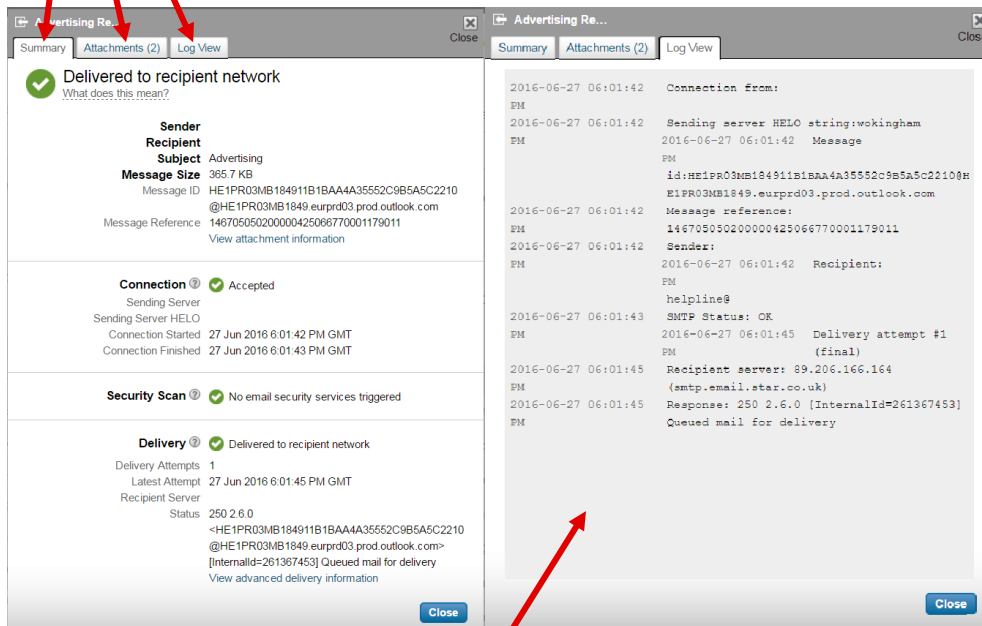 Advertising Re...
Close
Summary
Attachments (2)
Log View
Delivered to recipient network
What does this mean?
Sender
Recipient
Subject Advertising
Message Size 365.7 KB
Message ID HE1PR03MB184911B1BAA4A35552C9B5A5C2210
@HE1PR03MB1849.eurprd03.prod.outlook.com
Message Reference 146705050200000425066770001179011
View attachment information
Connection ? Accepted
Sending Server
Sending Server HELO
Connection Started 27 Jun 2016 6:01:42 PM GMT
Connection Finished 27 Jun 2016 6:01:43 PM GMT
Security Scan ? No email security services triggered
Delivery ? Delivered to recipient network
Delivery Attempts 1
Latest Attempt 27 Jun 2016 6:01:45 PM GMT
Recipient Server
Status 250 2.6.0
<HE1PR03MB184911B1BAA4A35552C9B5A5C2210
@HE1PR03MB1849.eurprd03.prod.outlook.com>
[InternalId=261367453] Queued mail for delivery
View advanced delivery information
Close
Advertising Re...
Clos
Summary
Attachments (2)
Log View
2016-06-27 06:01:42 Connection from:
PM
2016-06-27 06:01:42 Sending server HELO string:wokingham
PM 2016-06-27 06:01:42 Message
PM
id:HE1PR03MB184911B1BAA4A35552C9B5A5C2210@H
E1PR03MB1849.eurprd03.prod.outlook.com
2016-06-27 06:01:42 Message reference:
PM 146705050200000425066770001179011
2016-06-27 06:01:42 Sender:
PM 2016-06-27 06:01:42 Recipient:
PM
helpline@
2016-06-27 06:01:43 SMTP Status: OK
PM 2016-06-27 06:01:45 Delivery attempt #1
PM (final)
2016-06-27 06:01:45 Recipient server: 89.206.166.164
PM (smtp.email.star.co.uk)
2016-06-27 06:01:45 Response: 250 2.6.0 [InternalId=261367453]
PM Queued mail for delivery
Close